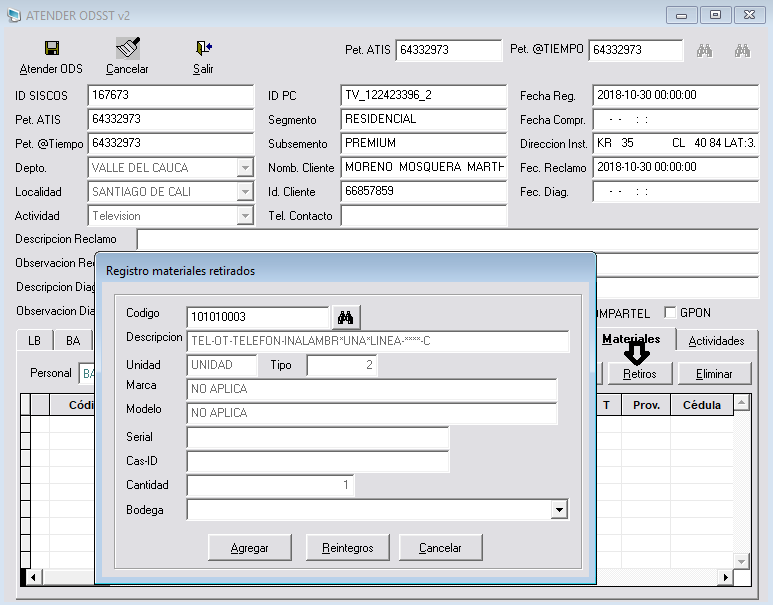 ATENDER ODSST v2
Atender ODS Cancelar Salir Pet. ATIS 64332973 Pet. @TIEMPO 64332973
ID SISCOS 167673 ID PC TV_122423396_2 Fecha Reg. 2018-10-30 00:00:00
Pet. ATIS 64332973 Segmento RESIDENCIAL Fecha Compr. - - : :
Pet. @Tiempo 64332973 Subsemento PREMIUM Direccion Inst. KR 35 CL 40 84 LAT:3.
Depto. VALLE DEL CAUCA Nomb. Cliente MORENO MOSQUERA MARTH Fec. Reclamo 2018-10-30 00:00:00
Localidad SANTIAGO DE CALI Id. Cliente 66857859 Fec. Diag. - - : :
Actividad Television Tel. Contacto
Descripcion Reclamo
Observacion Rec
Descripcion Diag
Observacion Dia OMPARTEL GPON
LB BA Materiales Actividades
Personal BA Retiros Eliminar
Códi T Prov. Cédula
Registro materiales retirados
Codigo 101010003
Descripcion TEL-OT-TELEFON-INALAMBR*UNA*LINEA-****-C
Unidad UNIDAD Tipo 2
Marca NO APLICA
Modelo NO APLICA
Serial
Cas-ID
Cantidad 1
Bodega
Agregar Reintegros Cancelar